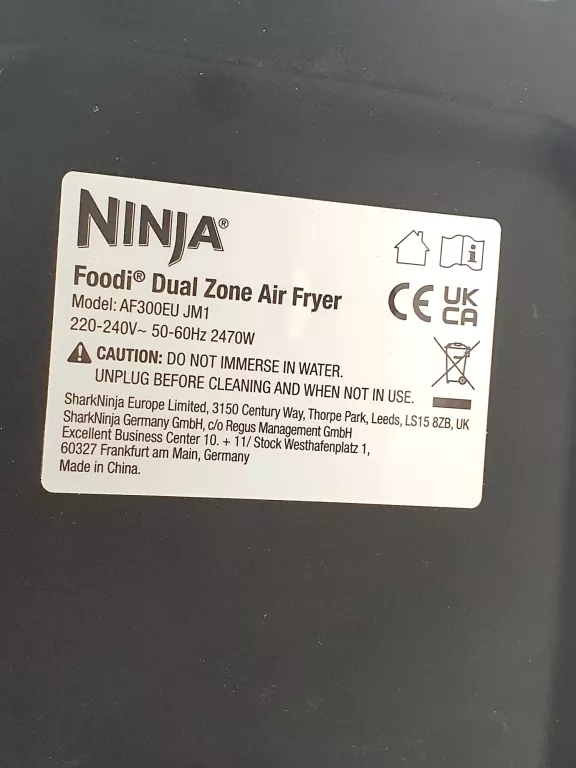 NINJA®
Foodi® Dual Zone Air Fryer
Model: AF300EU JM1
220-240V~ 50-60Hz 2470W
CAUTION: DO NOT IMMERSE IN WATER.
UNPLUG BEFORE CLEANING AND WHEN NOT IN USE.
SharkNinja Europe Limited, 3150 Century Way, Thorpe Park, Leeds, LS15 8ZB, UK
SharkNinja Germany GmbH, c/o Regus Management GmbH
Excellent Business Center 10. + 11/ Stock Westhafenplatz 1,
60327 Frankfurt am Main, Germany
Made in China.
CE
UK
CA